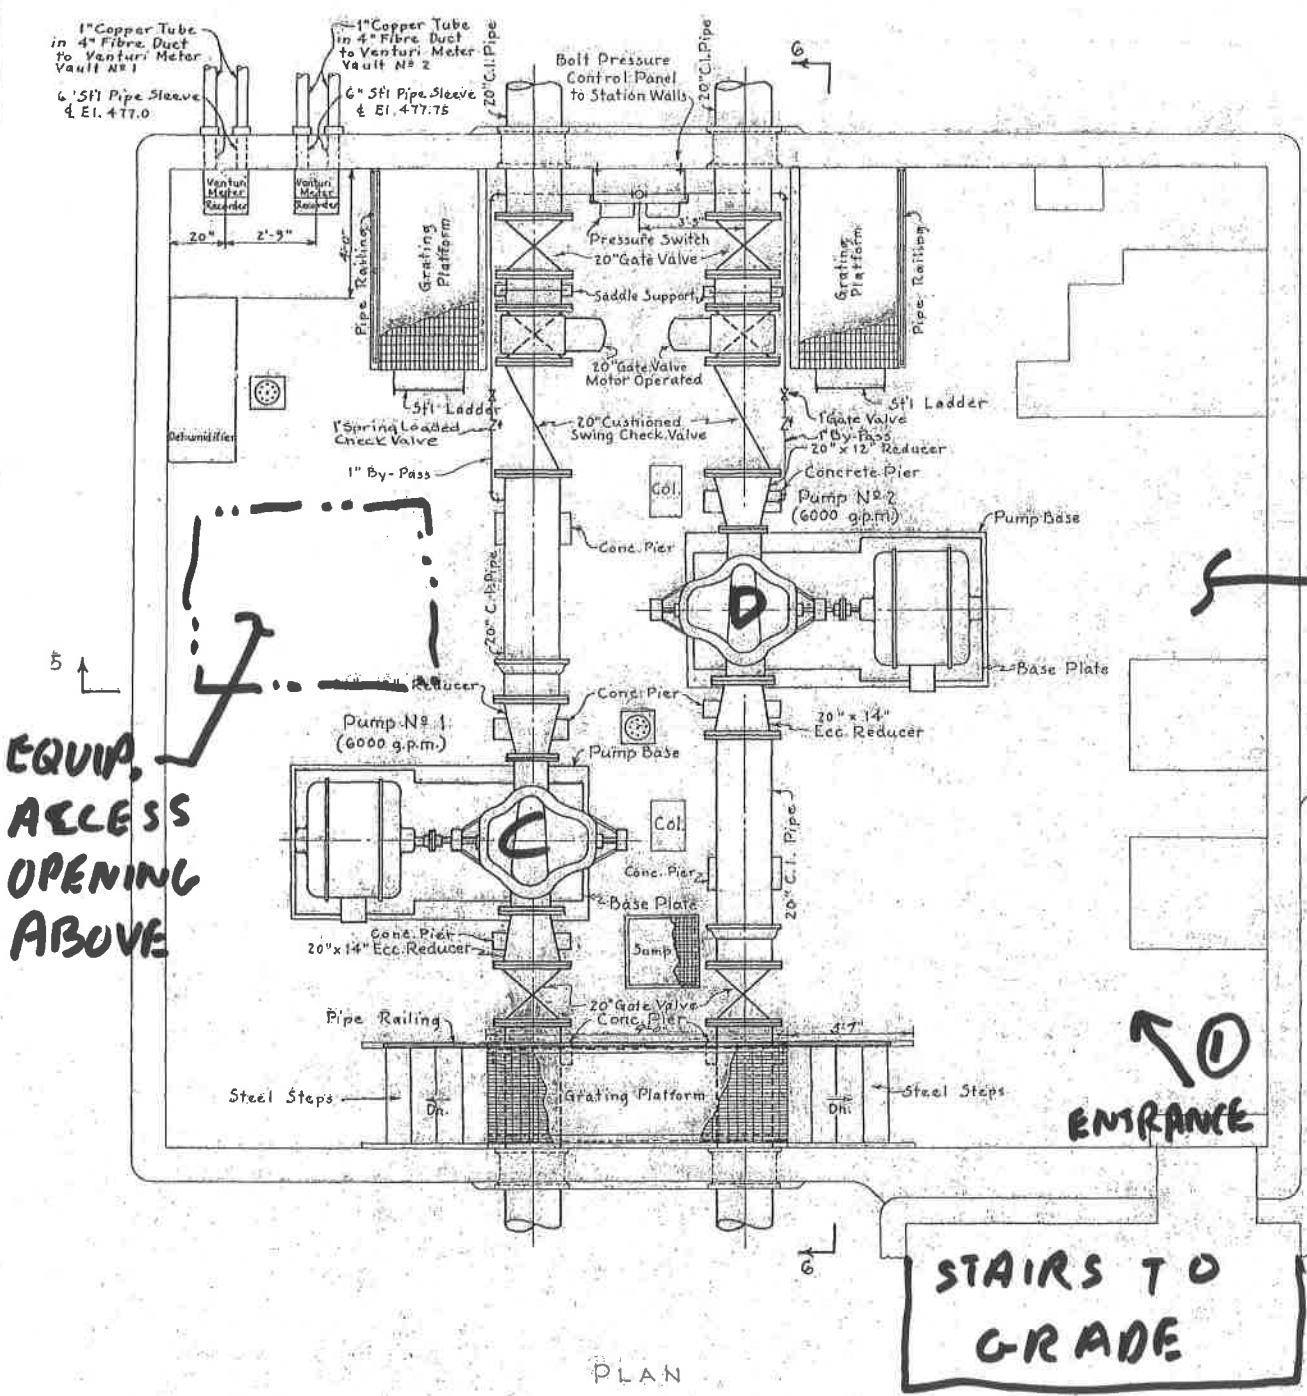 1" Copper Tube
in 4" Fibre Duct
to Venturi Meter
Vault Nº 1
6" St'l Pipe Sleeve
℄ El. 477.0
1" Copper Tube
in 4" Fibre Duct
to Venturi Meter
Vault Nº 2
6" St'l Pipe Sleeve
℄ El. 477.75
20" C.I. Pipe
Bolt Pressure
Control Panel
to Station Walls
20" C.I. Pipe
6
Venturi
Meter
Recorder
Venturi
Meter
Recorder
20"
2'-9"
4'-0"
Pipe Railing
Grating
Platform
3'-3"
Pressure Switch
20" Gate Valve
Saddle Support
20" Gate Valve
Motor Operated
Grating
Platform
Pipe Railing
St'l Ladder
1" Spring Loaded
Check Valve
1" By-Pass
20" Cushioned
Swing Check Valve
St'l Ladder
1" Gate Valve
1" By-Pass
20" x 12" Reducer
Concrete Pier
Pump Nº 2
(6000 g.p.m.)
Dehumidifier
Col.
Pump Base
Conc. Pier
20" C.I. Pipe
D
Base Plate
5
Reducer
Conc. Pier
20" x 14"
Ecc. Reducer
Pump Nº 1
(6000 g.p.m.)
Pump Base
EQUIP.
ACCESS
OPENING
ABOVE
C
Col.
Conc. Pier
20" C.I. Pipe
Base Plate
Conc. Pier
20" x 14" Ecc. Reducer
Sump
20" Gate Valve
Conc. Pier
Pipe Railing
Steel Steps
Dn.
Grating Platform
Dn.
Steel Steps
1
ENTRANCE
6
STAIRS TO
GRADE
PLAN